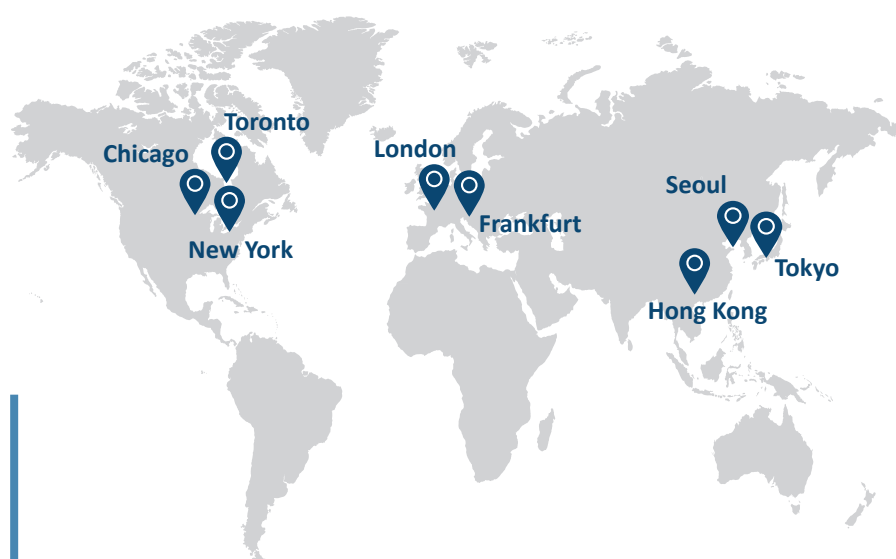 Toronto
Chicago
London
Seoul
Frankfurt
New York
Tokyo
Hong Kong